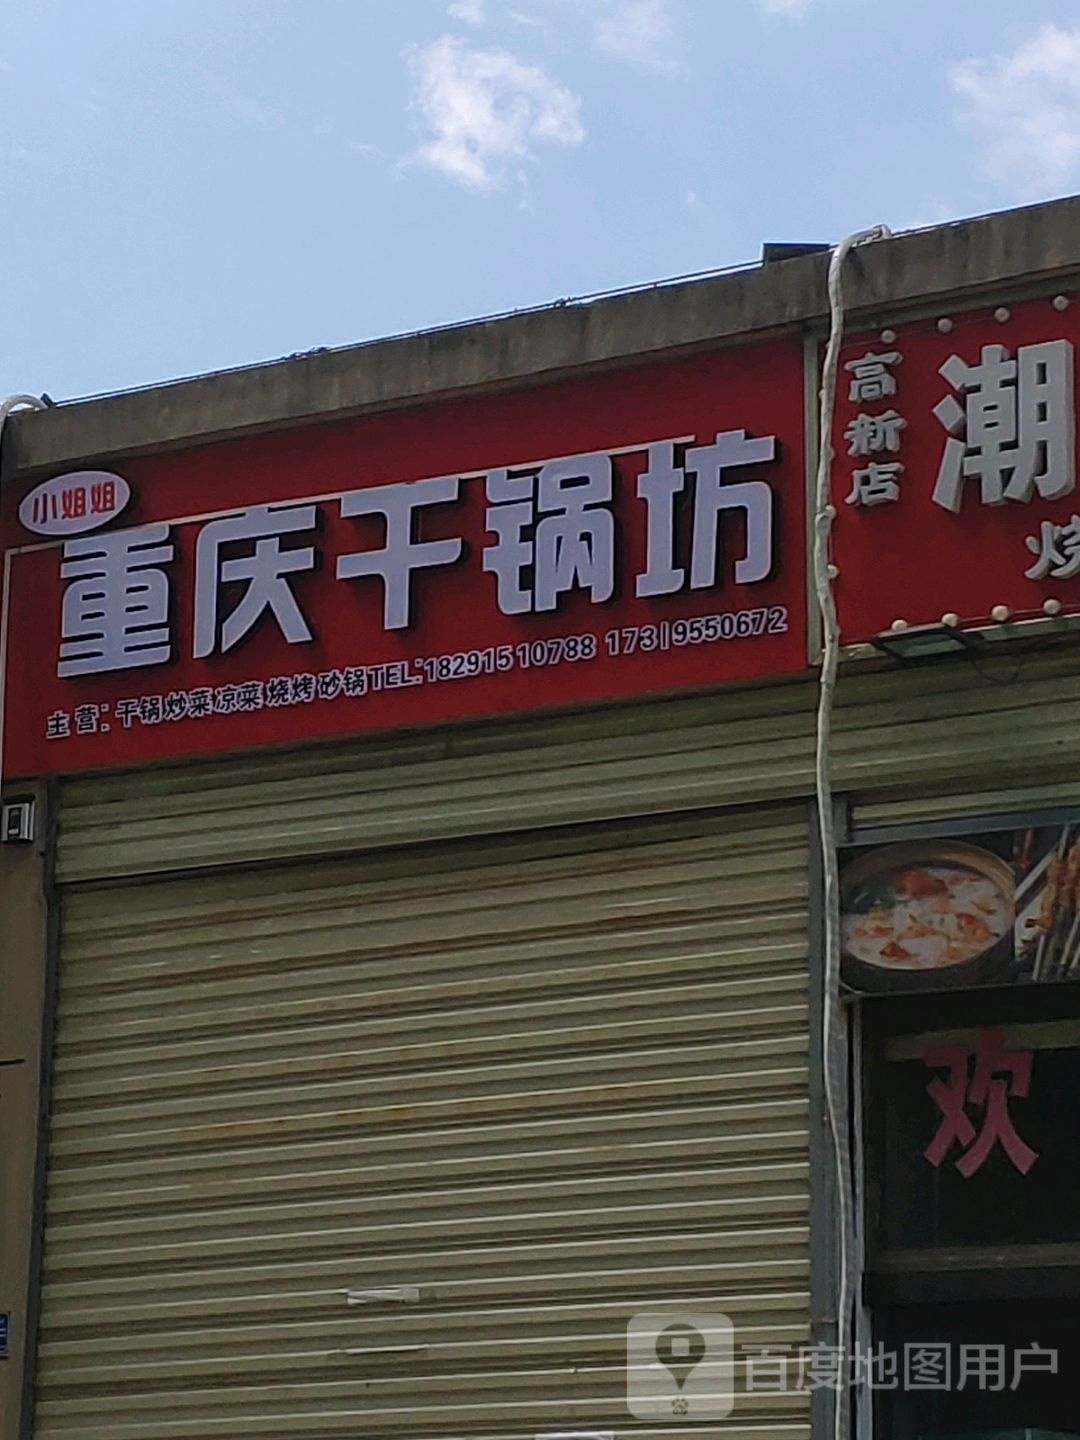 小姐姐
重庆干锅坊
主营:干锅炒菜凉菜烧烤砂锅TEL:18291510788 17319550672
高新店
潮
烧
欢
百度地图用户